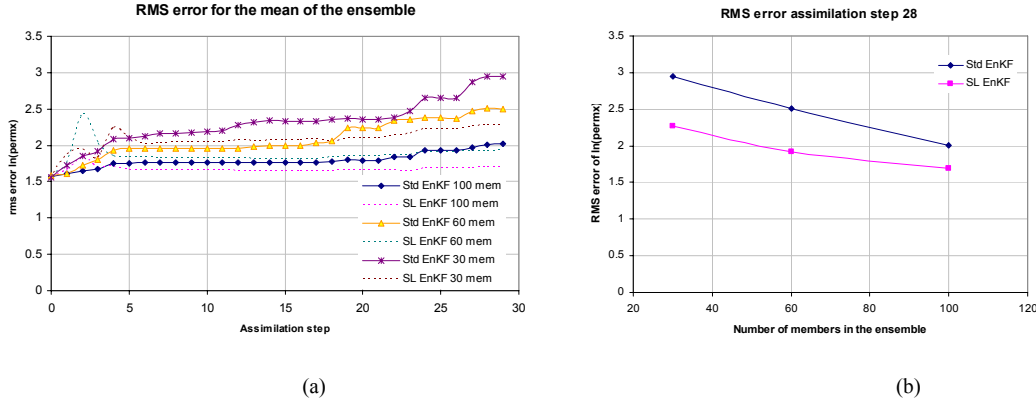 RMS error for the mean of the ensemble
rms error ln(permx)
3.5
3
2.5
2
1.5
1
0.5
0
0 5 10 15 20 25 30
Assimilation step
Std EnKF 100 mem
SL EnKF 100 mem
Std EnKF 60 mem
SL EnKF 60 mem
Std EnKF 30 mem
SL EnKF 30 mem
(a)
RMS error assimilation step 28
RMS error of ln(permx)
3.5
3
2.5
2
1.5
1
0.5
0
20 40 60 80 100 120
Number of members in the ensemble
Std EnKF
SL EnKF
(b)